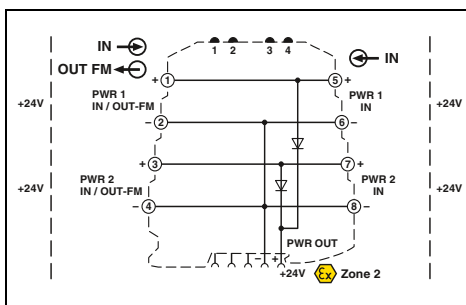 1 2 3 4
IN
OUT FM
IN
+ 1
5 +
PWR 1
IN / OUT-FM
PWR 1
IN
+24V
+24V
− 2
6 −
+ 3
7 +
PWR 2
IN / OUT-FM
PWR 2
IN
+24V
+24V
− 4
8 −
PWR OUT
− +
+24V
Ex Zone 2